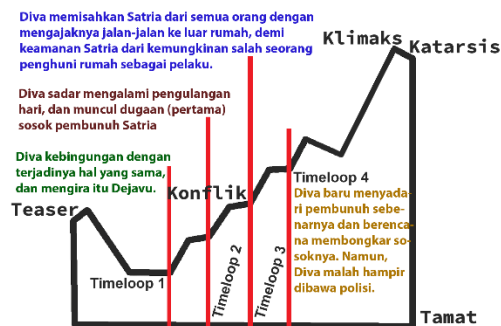 Diva memisahkan Satria dari semua orang dengan
mengajaknya jalan-jalan ke luar rumah, demi
keamanan Satria dari kemungkinan salah seorang
penghuni rumah sebagai pelaku.
Klimaks
Katarsis
Diva sadar mengalami pengulangan
hari, dan muncul dugaan (pertama)
sosok pembunuh Satria
Diva kebingungan dengan
terjadinya hal yang sama,
dan mengira itu Dejavu.
Konflik
Teaser
Timeloop 1
Timeloop 2
Timeloop 3
Timeloop 4
Diva baru menyada-
ri pembunuh sebe-
narnya dan berenca-
na membongkar so-
soknya. Namun,
Diva malah hampir
dibawa polisi.
Tamat